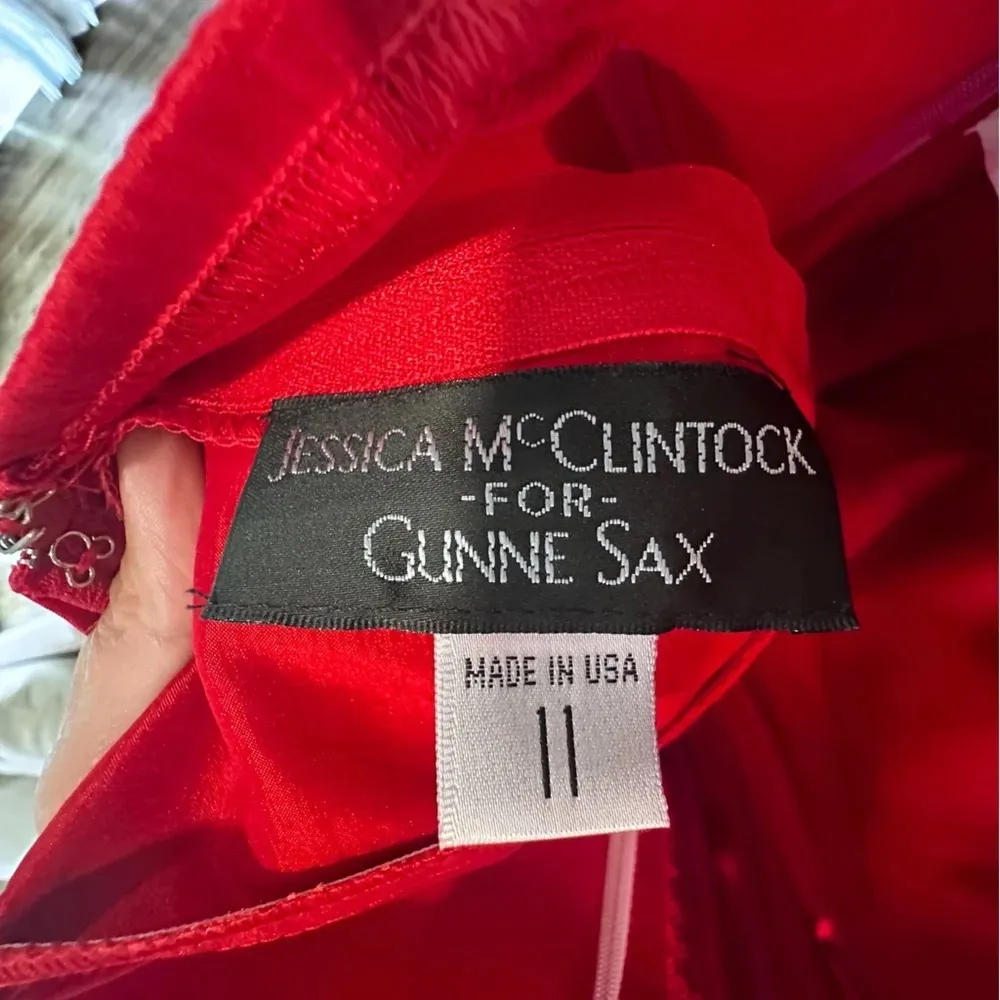 JESSICA McCLINTOCK
-FOR-
GUNNE SAX
MADE IN USA
11